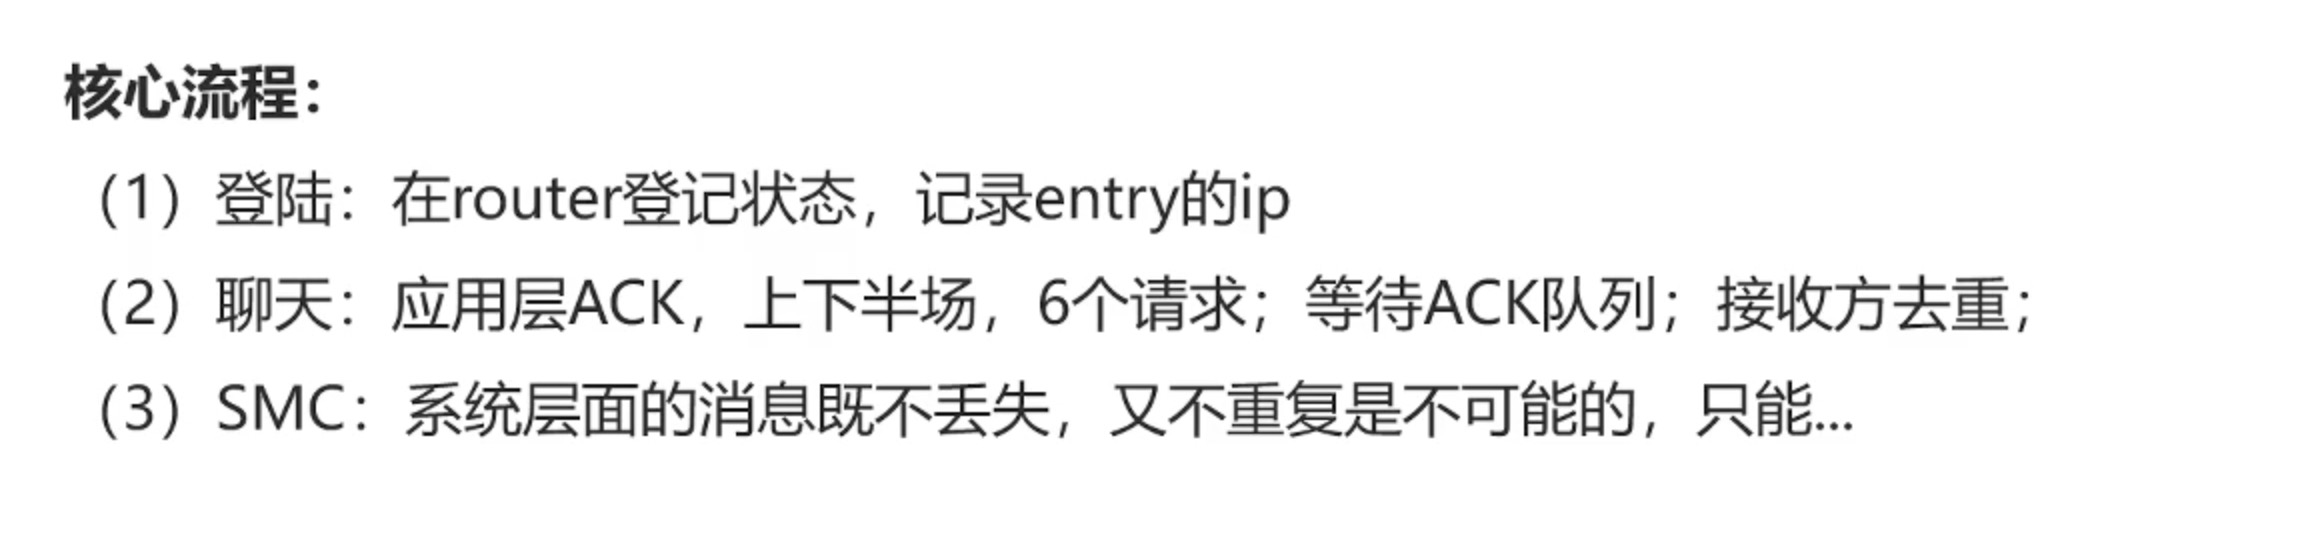 核心流程：
（1）登陆：在router登记状态，记录entry的ip
（2）聊天：应用层ACK，上下半场，6个请求；等待ACK队列；接收方去重；
（3）SMC：系统层面的消息既不丢失，又不重复是不可能的，只能...